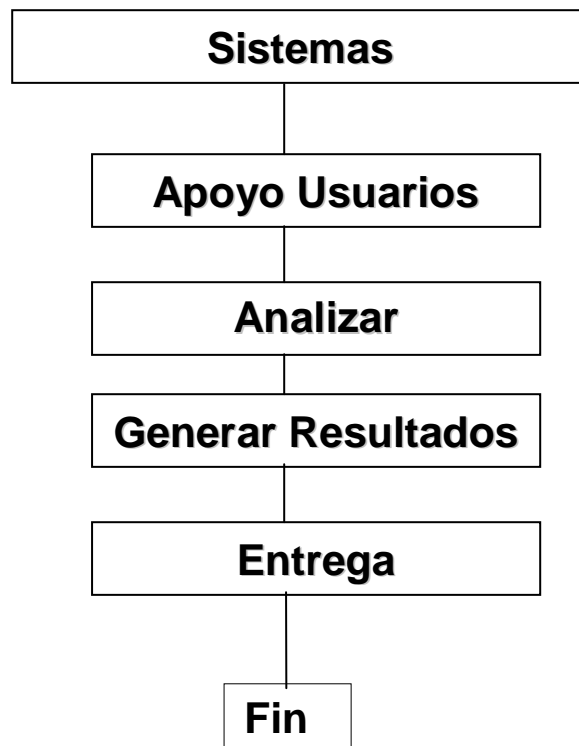 Sistemas
Apoyo Usuarios
Analizar
Generar Resultados
Entrega
Fin